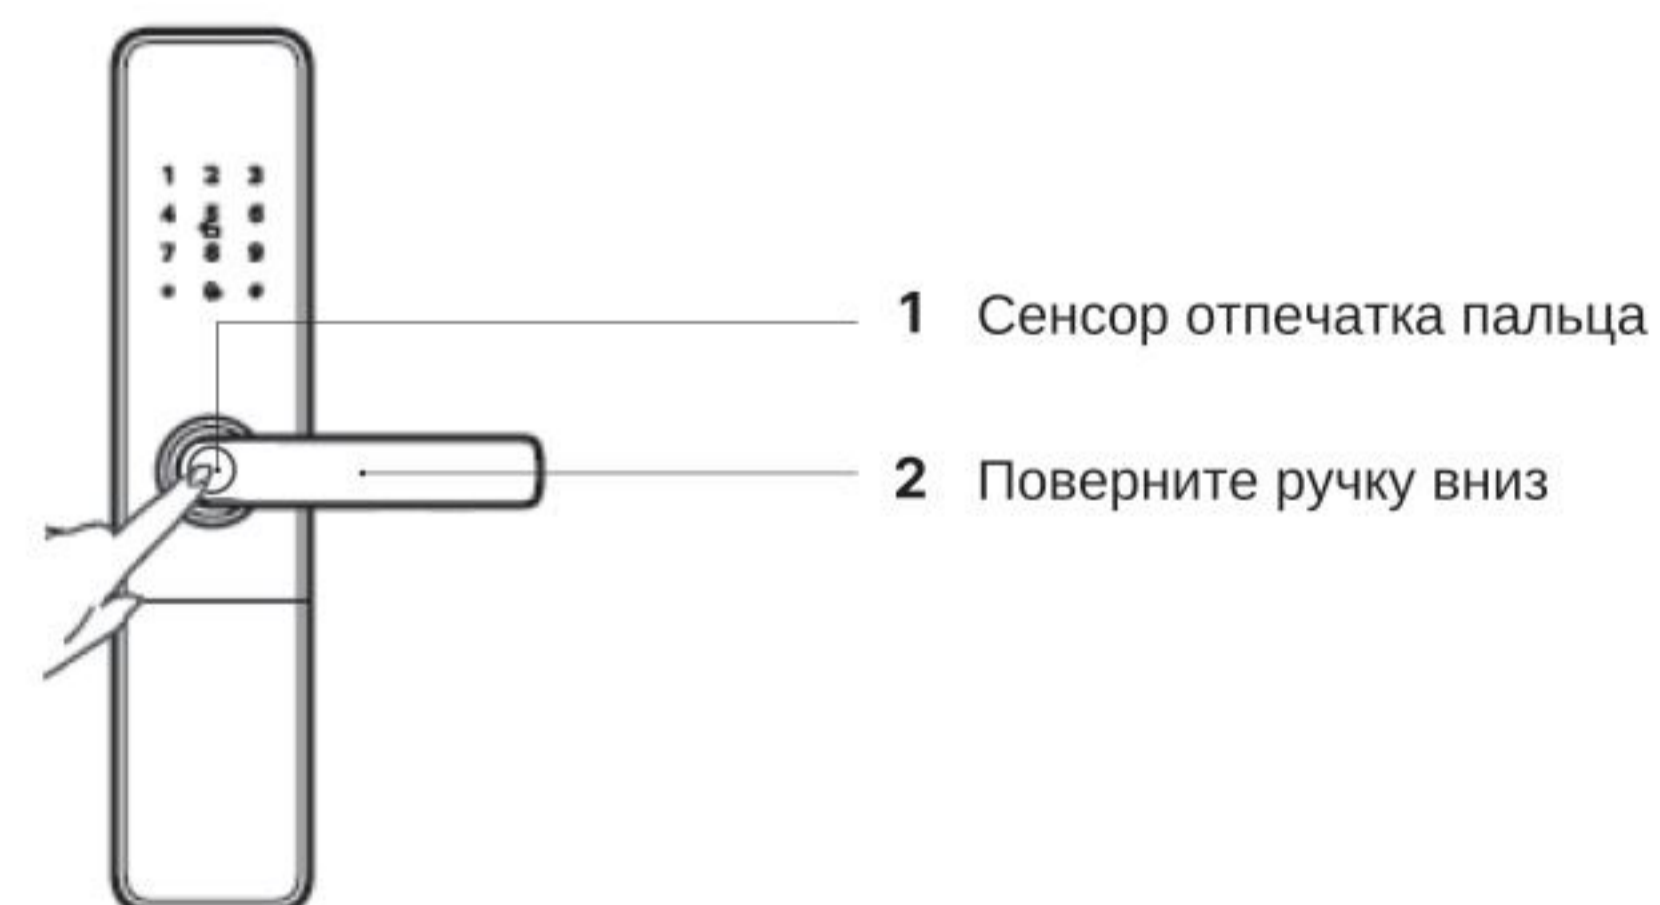 1 2 3
4 5 6
7 8 9
1 Сенсор отпечатка пальца
2 Поверните ручку вниз